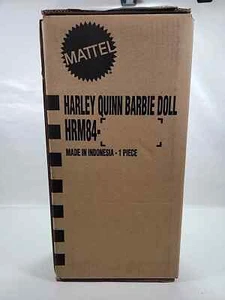 MATTEL
HARLEY QUINN BARBIE DOLL
HRM84-
MADE IN INDONESIA - 1 PIECE